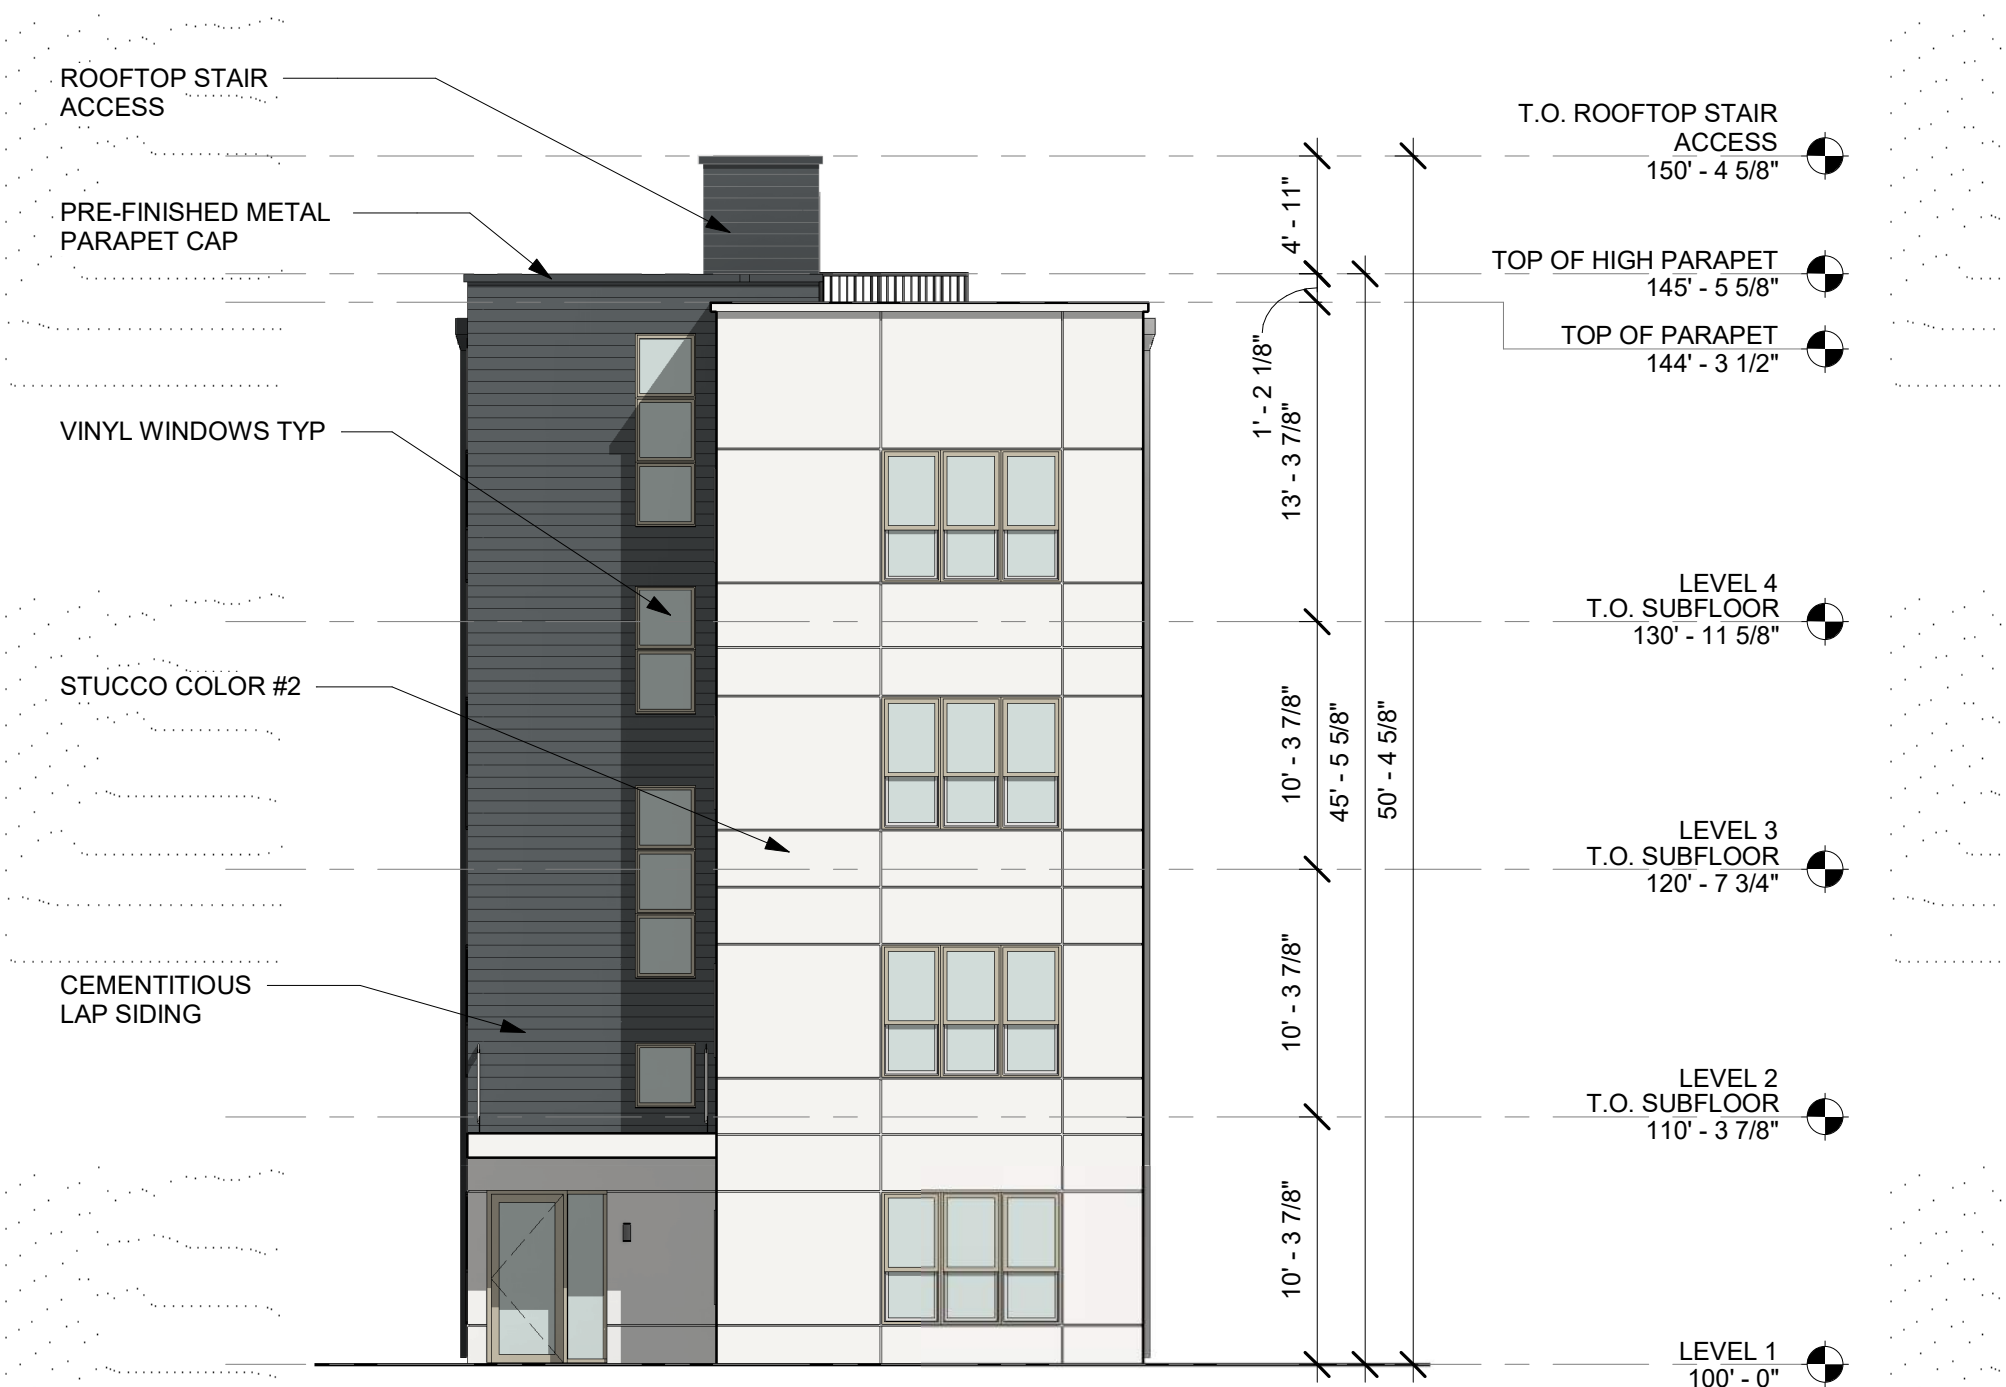 ROOFTOP STAIR
ACCESS
PRE-FINISHED METAL
PARAPET CAP
VINYL WINDOWS TYP
STUCCO COLOR #2
CEMENTITIOUS
LAP SIDING
4' - 11"
1' - 2 1/8"
13' - 3 7/8"
10' - 3 7/8"
10' - 3 7/8"
10' - 3 7/8"
45' - 5 5/8"
50' - 4 5/8"
T.O. ROOFTOP STAIR
ACCESS
150' - 4 5/8"
TOP OF HIGH PARAPET
145' - 5 5/8"
TOP OF PARAPET
144' - 3 1/2"
LEVEL 4
T.O. SUBFLOOR
130' - 11 5/8"
LEVEL 3
T.O. SUBFLOOR
120' - 7 3/4"
LEVEL 2
T.O. SUBFLOOR
110' - 3 7/8"
LEVEL 1
100' - 0"